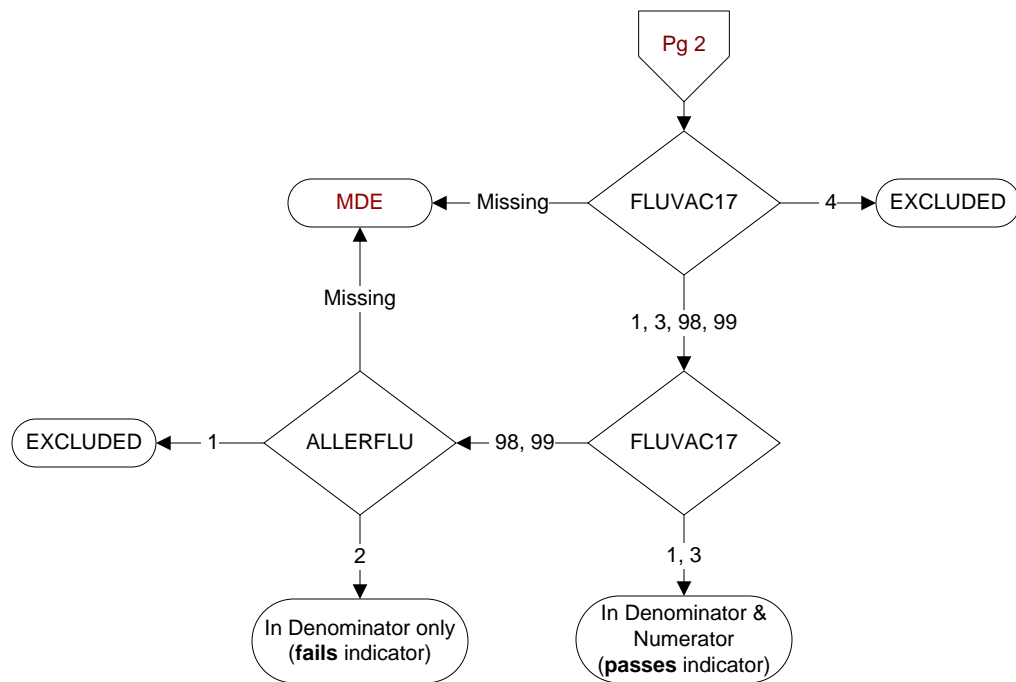 Pg 2
MDE
Missing
FLUVAC17
4
EXCLUDED
Missing
1, 3, 98, 99
EXCLUDED
1
ALLERFLU
98, 99
FLUVAC17
2
1, 3
In Denominator only
(fails indicator)
In Denominator &
Numerator
(passes indicator)